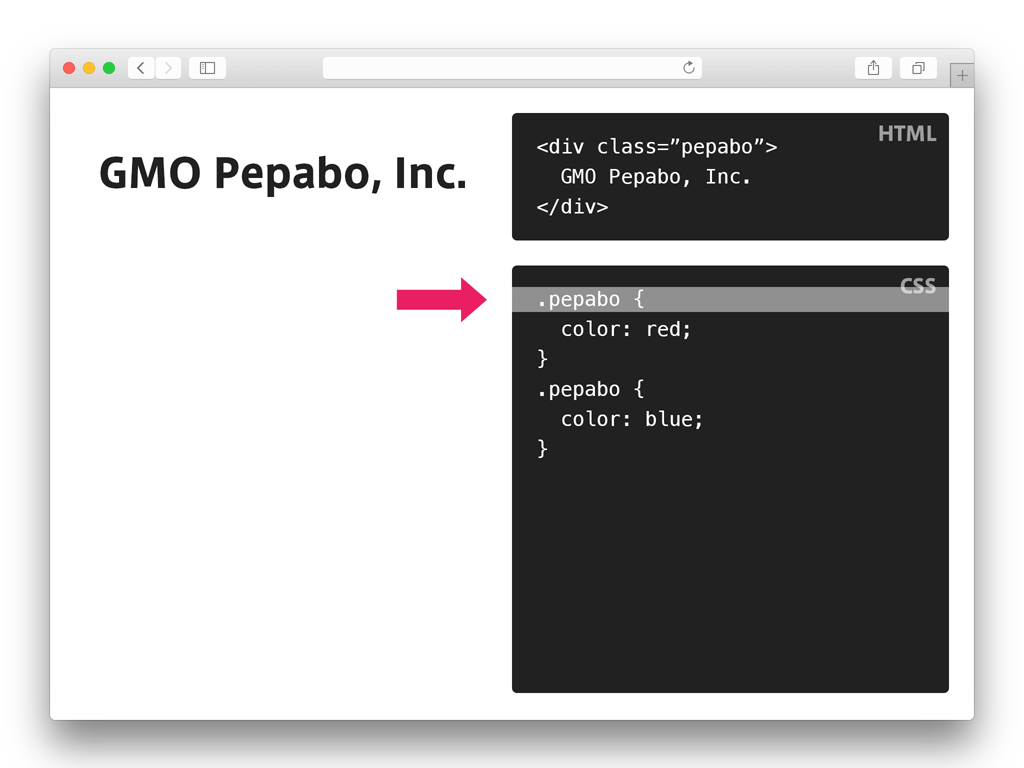 GMO Pepabo, Inc.
HTML
<div class=”pepabo”>
  GMO Pepabo, Inc.
</div>
CSS
.pepabo {
  color: red;
}
.pepabo {
  color: blue;
}